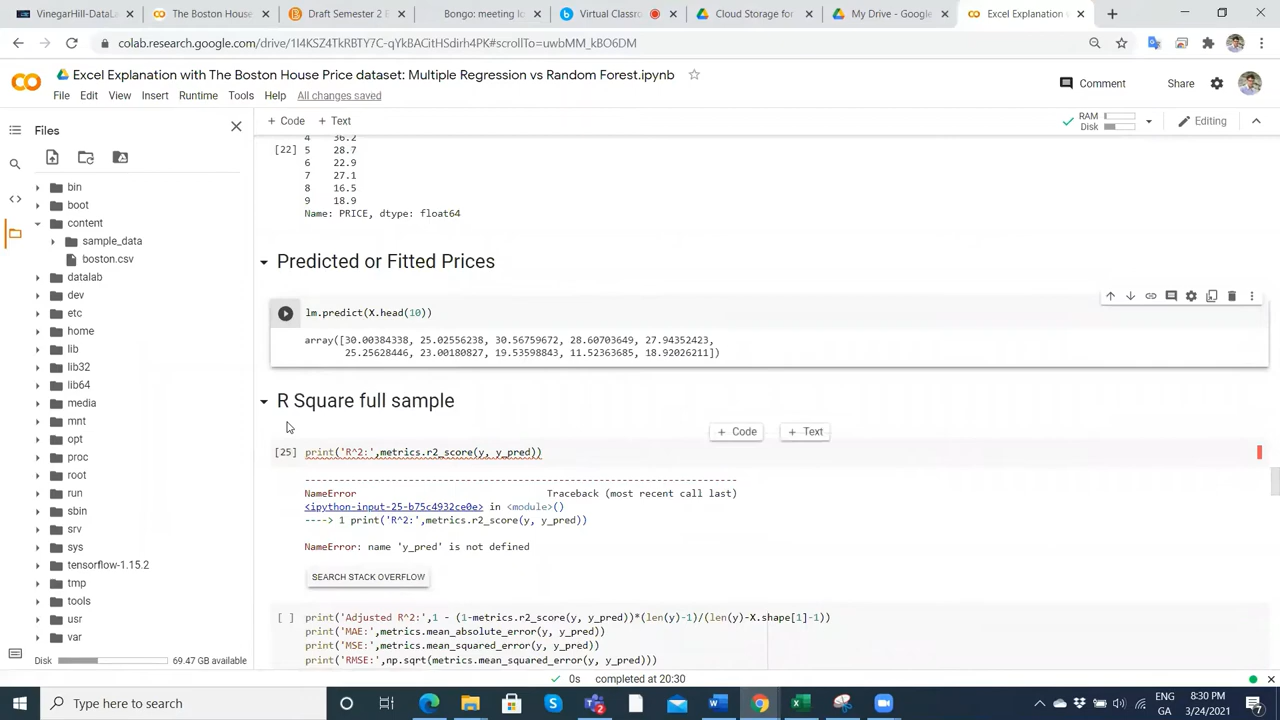 VinegarHill-DataLa
The Boston House
Draft Semester 2 E
Bongo: meeting lo
Virtual Classro
Cloud Storage for
My Drive - Google
Excel Explanation
colab.research.google.com/drive/1I4KSZ4TkRBTY7C-qYkBACitHSdirh4PK#scrollTo=uwbMM_kBO6DM
Excel Explanation with The Boston House Price dataset: Multiple Regression vs Random Forest.ipynb
Comment
Share
File Edit View Insert Runtime Tools Help All changes saved
Files
+ Code + Text
RAM
Disk
Editing
bin
boot
content
sample_data
boston.csv
datalab
dev
etc
home
lib
lib32
lib64
media
mnt
opt
proc
root
run
sbin
srv
sys
tensorflow-1.15.2
tmp
tools
usr
var
Disk 69.47 GB available
4 36.2
[22] 5 28.7
6 22.9
7 27.1
8 16.5
9 18.9
Name: PRICE, dtype: float64
Predicted or Fitted Prices
lm.predict(X.head(10))
array([30.00384338, 25.02556238, 30.56759672, 28.60703649, 27.94352423,
25.25628446, 23.00180827, 19.53598843, 11.52363685, 18.92026211])
R Square full sample
+ Code + Text
[25] print('R^2:',metrics.r2_score(y, y_pred))
---------------------------------------------------------------------------
NameError Traceback (most recent call last)
<ipython-input-25-b75c4932ce0e> in <module>()
----> 1 print('R^2:',metrics.r2_score(y, y_pred))
NameError: name 'y_pred' is not defined
SEARCH STACK OVERFLOW
[ ] print('Adjusted R^2:',1 - (1-metrics.r2_score(y, y_pred))*(len(y)-1)/(len(y)-X.shape[1]-1))
print('MAE:',metrics.mean_absolute_error(y, y_pred))
print('MSE:',metrics.mean_squared_error(y, y_pred))
print('RMSE:',np.sqrt(metrics.mean_squared_error(y, y_pred)))
0s completed at 20:30
Type here to search
ENG
GA
8:30 PM
3/24/2021